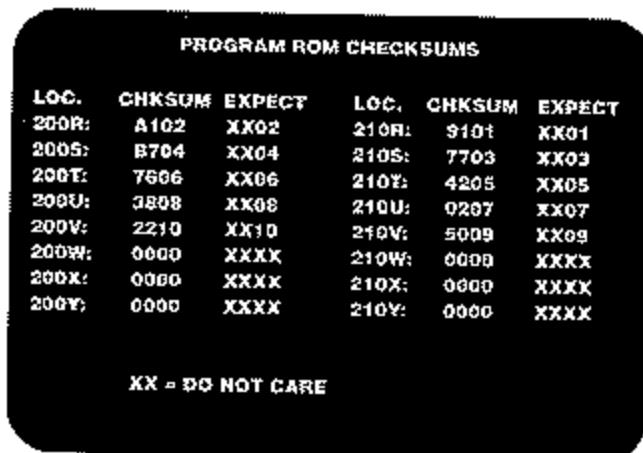 PROGRAM ROM CHECKSUMS
LOC. CHKSUM EXPECT LOC. CHKSUM EXPECT
200R: A102 XX02 210R: 9101 XX01
200S: B704 XX04 210S: 7703 XX03
200T: 7606 XX06 210T: 4205 XX05
200U: 3808 XX08 210U: 0207 XX07
200V: 2210 XX10 210V: 5009 XX09
200W: 0000 XXXX 210W: 0000 XXXX
200X: 0000 XXXX 210X: 0000 XXXX
200Y: 0000 XXXX 210Y: 0000 XXXX
XX = DO NOT CARE